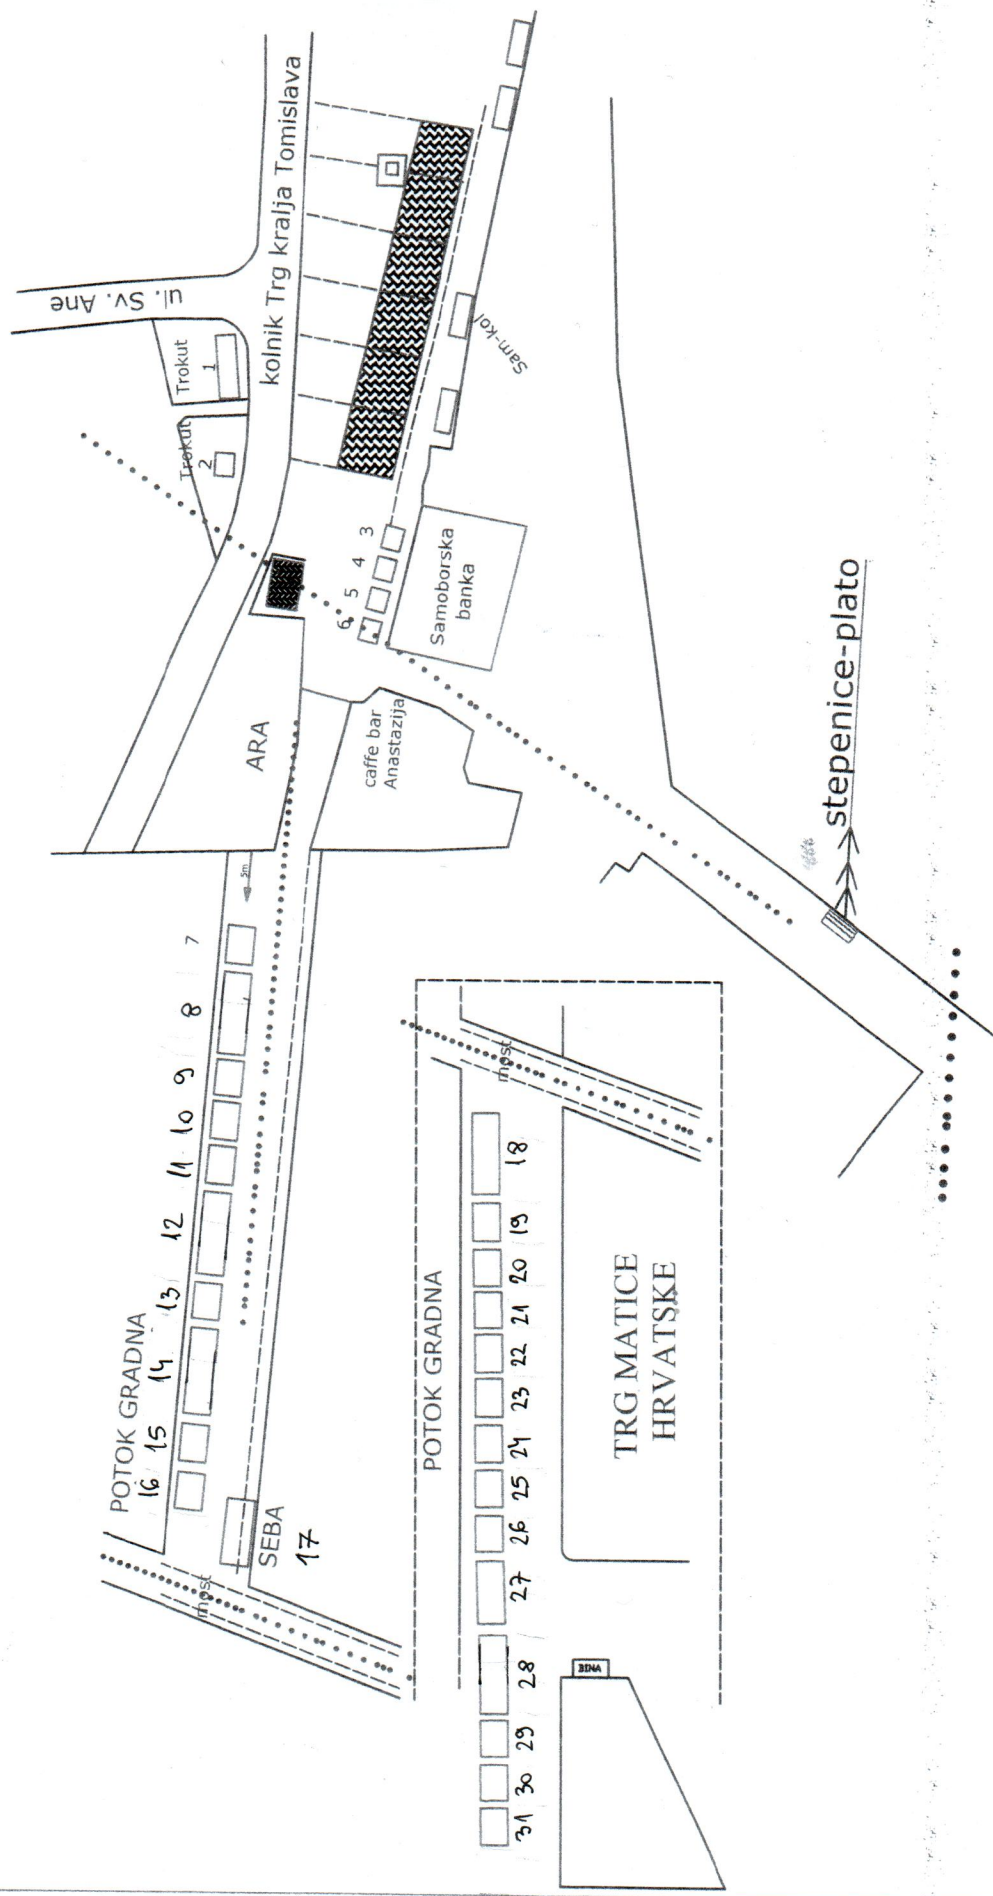 ul. Sv. Ane
kolnik Trg kralja Tomislava
Trokut
1
Trokut
2
Sam-kol
3
4
5
6
Samoborska
banka
ARA
caffe bar
Anastazija
stepenice-plato
5m
7
8
9
10
11
12
13
14
15
16
POTOK GRADNA
SEBA
17
most
most
POTOK GRADNA
18
19
20
21
22
23
24
25
26
27
28
29
30
31
TRG MATICE
HRVATSKE
BINA